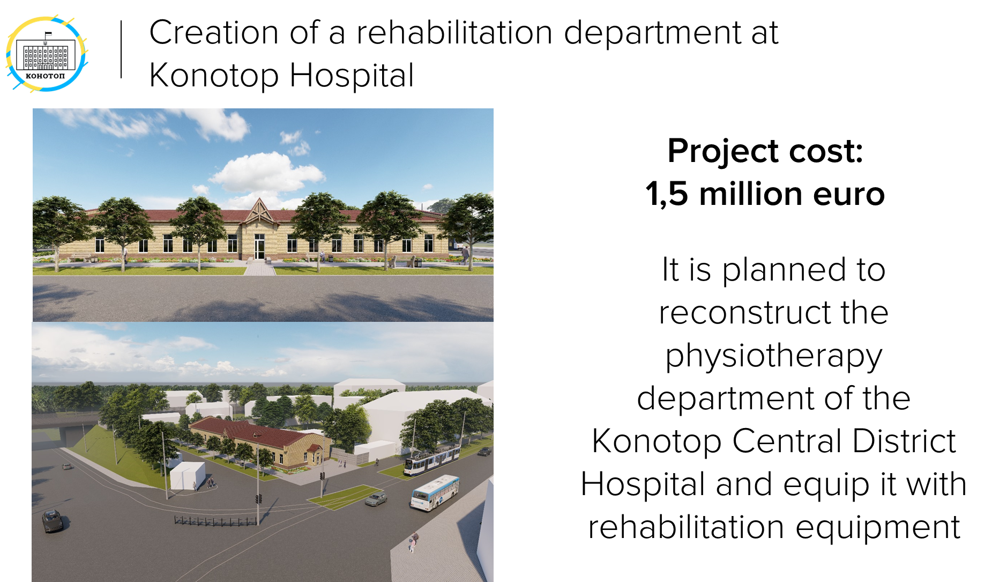 КОНОТОП
Creation of a rehabilitation department at
Konotop Hospital
Project cost:
1,5 million euro
It is planned to
reconstruct the
physiotherapy
department of the
Konotop Central District
Hospital and equip it with
rehabilitation equipment